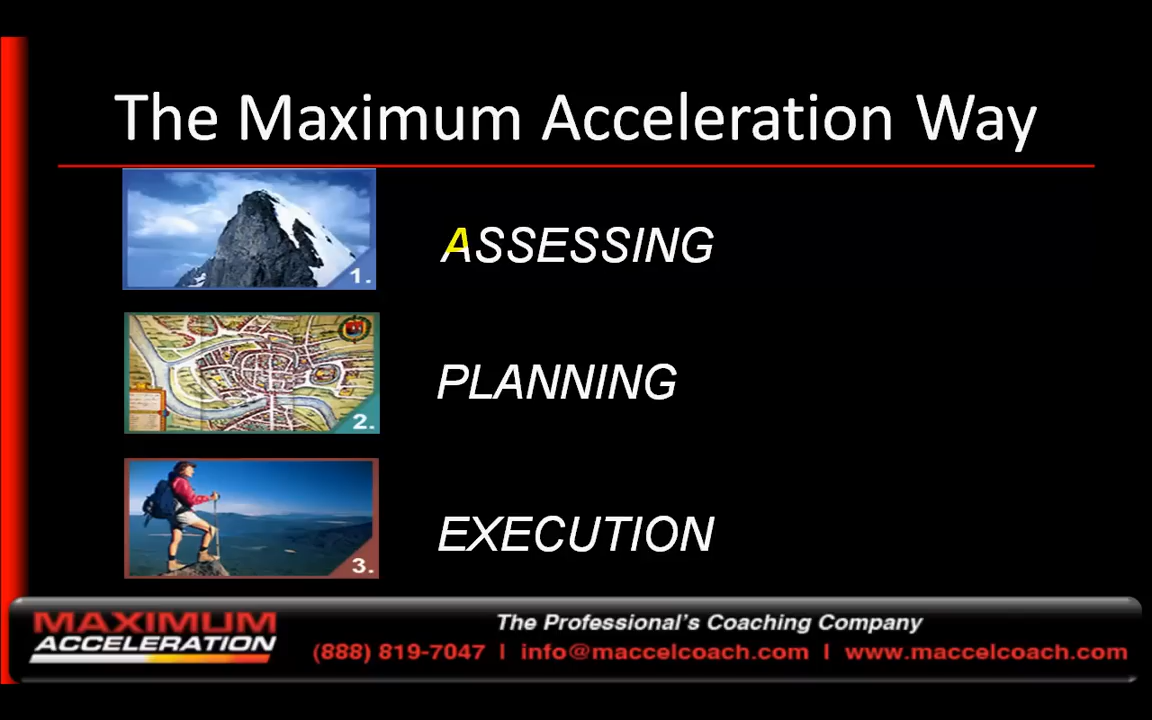 The Maximum Acceleration Way
1.
ASSESSING
2.
PLANNING
3.
EXECUTION
MAXIMUM
ACCELERATION
The Professional's Coaching Company
(888) 819-7047 I info@maccelcoach.com I www.maccelcoach.com